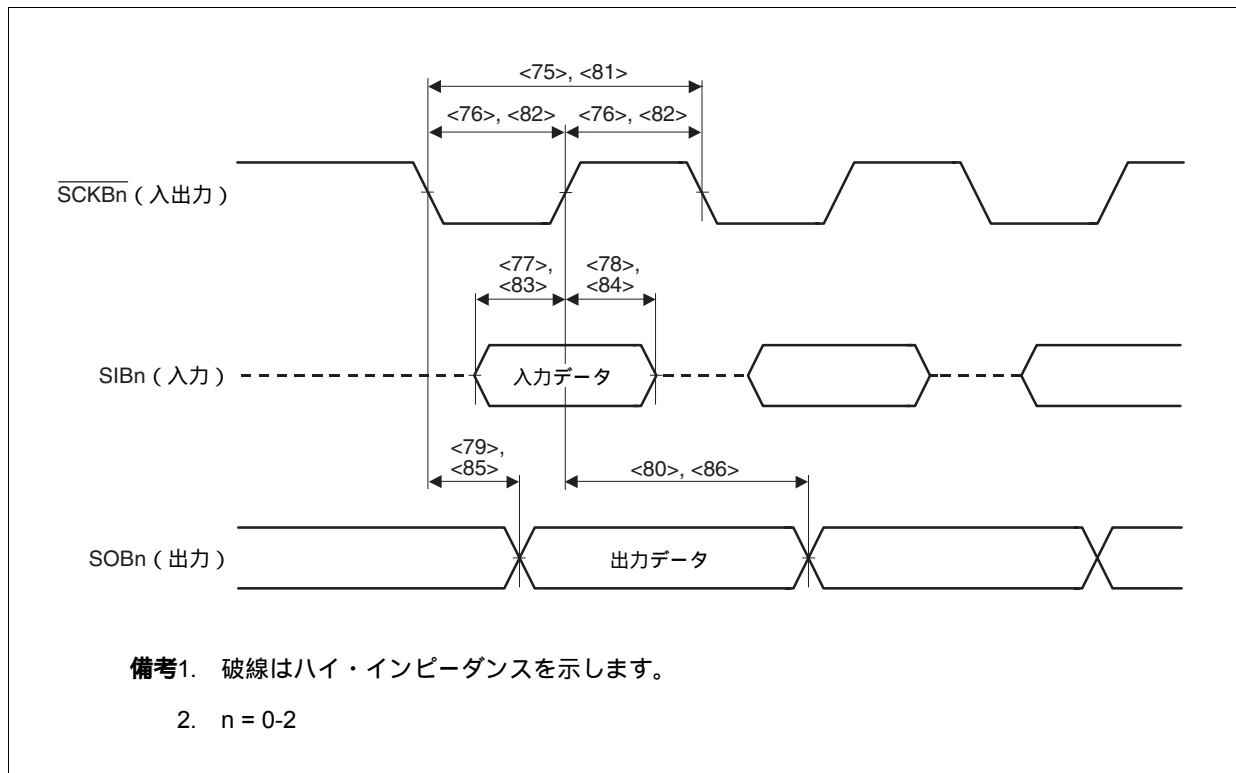 <75>, <81>
<76>, <82> <76>, <82>
SCKBn（入出力）
<77>, <78>,
<83> <84>
SIBn（入力） 入力データ
<79>,
<85> <80>, <86>
SOBn（出力） 出力データ
備考1. 破線はハイ・インピーダンスを示します。
2. n = 0-2